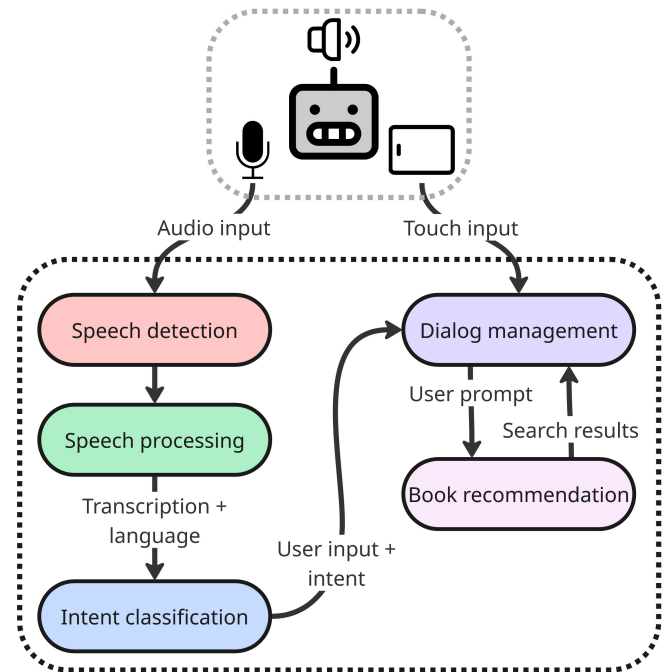 Audio input
Touch input
Speech detection
Dialog management
User prompt
Search results
Speech processing
Book recommendation
Transcription +
language
User input +
intent
Intent classification